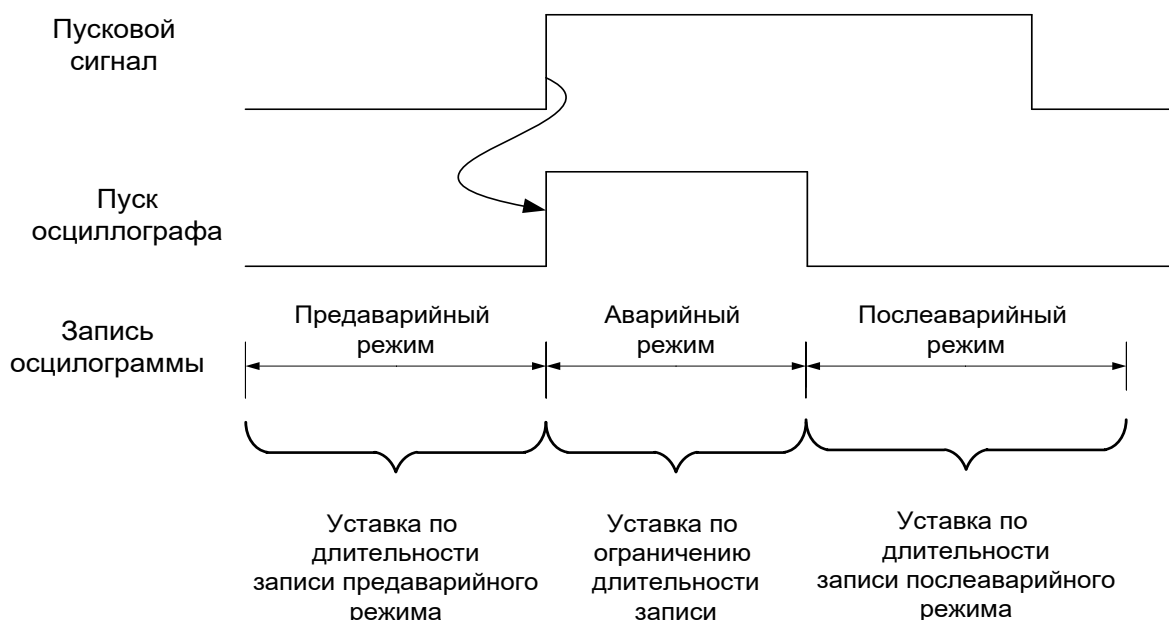 Пусковой
сигнал
Пуск
осциллографа
Запись
осцилограммы
Предаварийный
режим
Аварийный
режим
Послеаварийный
режим
Уставка по
длительности
записи предаварийного
режима
Уставка по
ограничению
длительности
записи
Уставка по
длительности
записи послеаварийного
режима